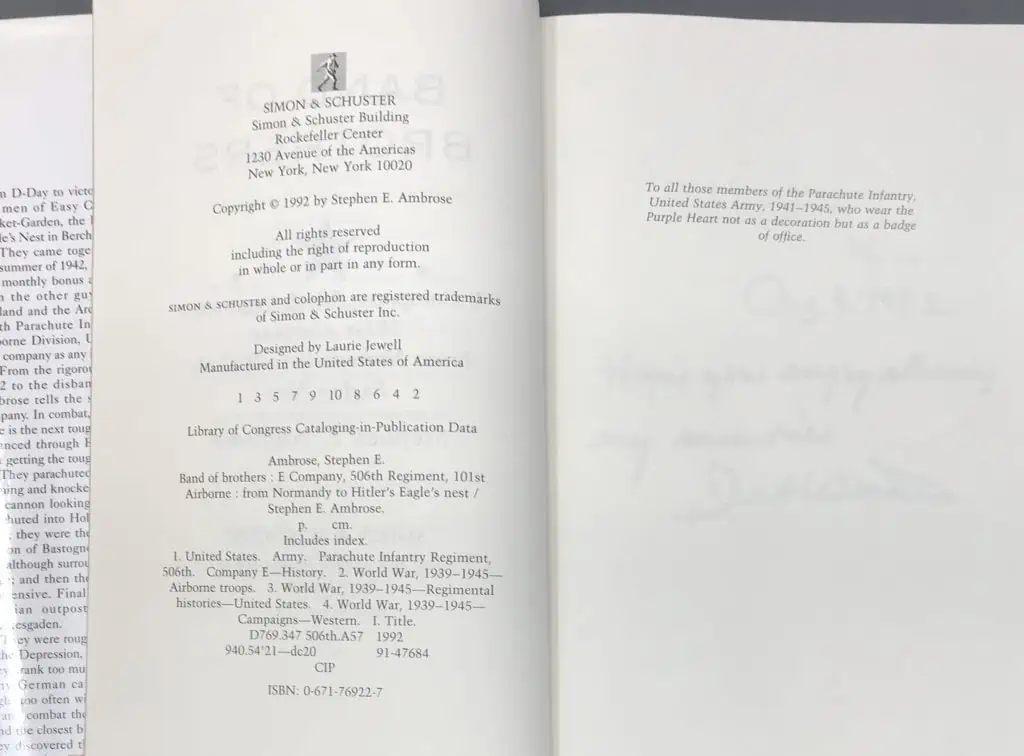 n D-Day to victo
men of Easy C
ket-Garden, the
le's Nest in Berch
They came toge
summer of 1942,
monthly bonus a
n the other guy
land and the Arc
th Parachute In
orne Division, U
company as any
From the rigorou
2 to the disban
brose tells the s
pany. In combat,
e is the next toug
anced through F
getting the toug
They parachuted
ning and knocke
cannon looking
huted into Hol
they were the
on of Bastogne
although surrou
; and then the
ensive. Final
ian outpost
esgaden.
ey were roug
he Depression,
rank too mu
German ca
too often wi
combat the
nd the closest b
ey discovered t
SIMON & SCHUSTER
Simon & Schuster Building
Rockefeller Center
1230 Avenue of the Americas
New York, New York 10020
Copyright © 1992 by Stephen E. Ambrose
All rights reserved
including the right of reproduction
in whole or in part in any form.
SIMON & SCHUSTER and colophon are registered trademarks
of Simon & Schuster Inc.
Designed by Laurie Jewell
Manufactured in the United States of America
1 3 5 7 9 10 8 6 4 2
Library of Congress Cataloging-in-Publication Data
Ambrose, Stephen E.
Band of brothers : E Company, 506th Regiment, 101st
Airborne : from Normandy to Hitler's Eagle's nest /
Stephen E. Ambrose.
p. cm.
Includes index.
1. United States. Army. Parachute Infantry Regiment,
506th. Company E—History. 2. World War, 1939–1945—
Airborne troops. 3. World War, 1939–1945—Regimental
histories—United States. 4. World War, 1939–1945—
Campaigns—Western. I. Title.
D769.347 506th.A57 1992
940.54'21—dc20 91-47684
CIP
ISBN: 0-671-76922-7
To all those members of the Parachute Infantry,
United States Army, 1941–1945, who wear the
Purple Heart not as a decoration but as a badge
of office.